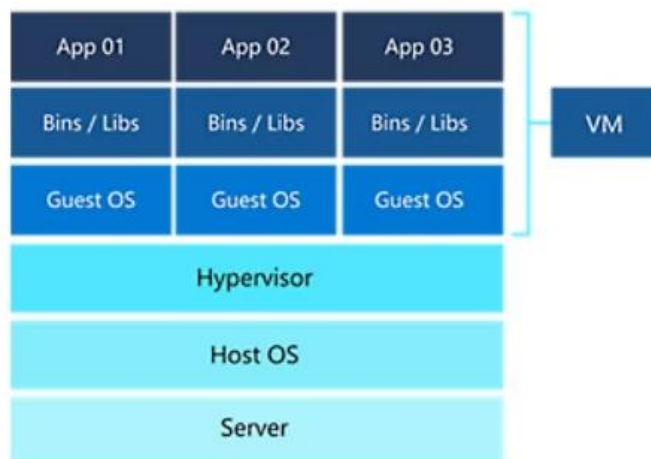 App 01 App 02 App 03
Bins / Libs Bins / Libs Bins / Libs VM
Guest OS Guest OS Guest OS
Hypervisor
Host OS
Server